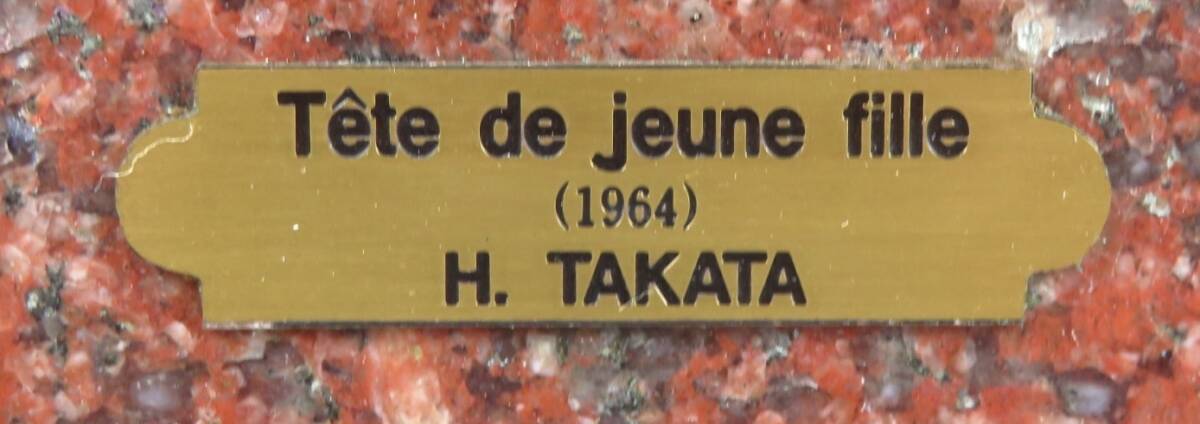 Tête de jeune fille
(1964)
H. TAKATA